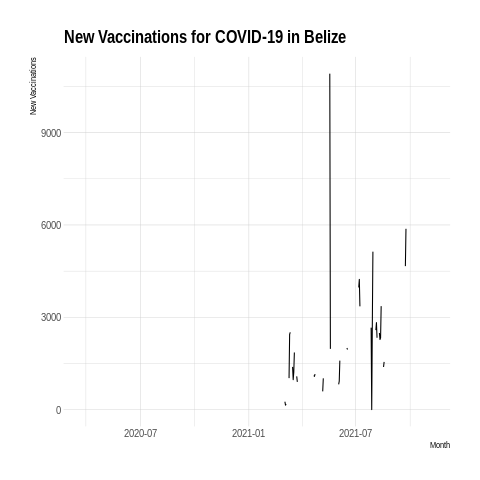 New Vaccinations for COVID-19 in Belize
New Vaccinations
9000
6000
3000
0
2020-07 2021-01 2021-07
Month